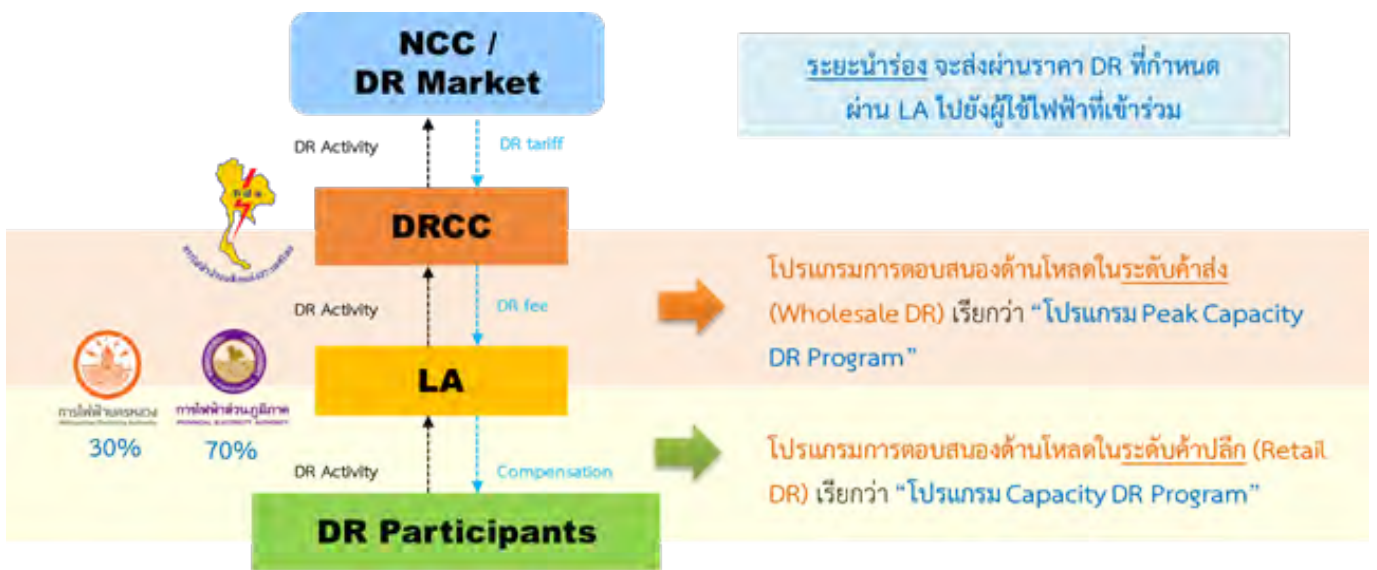 NCC /
DR Market
ระยะนำร่อง จะส่งผ่านราคา DR ที่กำหนด
ผ่าน LA ไปยังผู้ใช้ไฟฟ้าที่เข้าร่วม
DR Activity
DR tariff
กฟผ
DRCC
DR Activity
DR fee
โปรแกรมการตอบสนองด้านโหลดในระดับค้าส่ง
(Wholesale DR) เรียกว่า “โปรแกรม Peak Capacity
DR Program”
LA
การไฟฟ้านครหลวง
การไฟฟ้าส่วนภูมิภาค
PROVINCIAL ELECTRICITY AUTHORITY
30%
70%
DR Activity
Compensation
โปรแกรมการตอบสนองด้านโหลดในระดับค้าปลีก (Retail
DR) เรียกว่า “โปรแกรม Capacity DR Program”
DR Participants